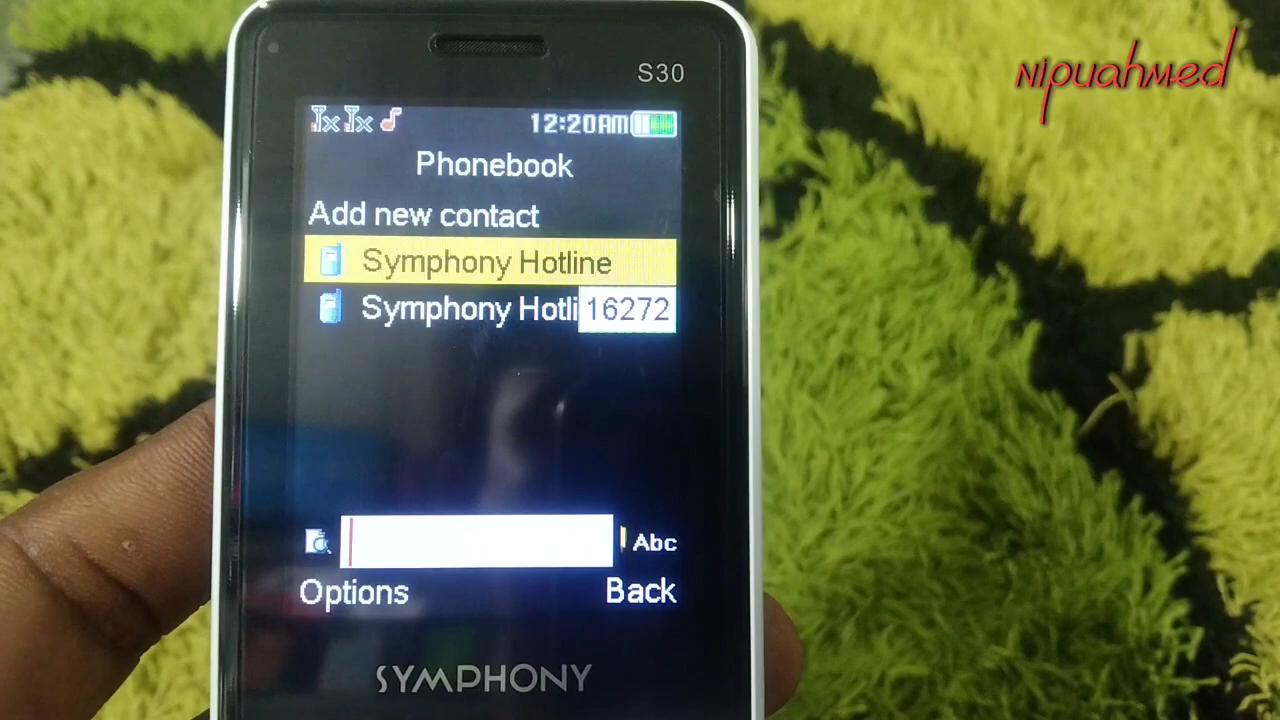 Nipuahmed
S30
12:20AM
Phonebook
Add new contact
Symphony Hotline
Symphony Hotli 16272
Abc
Options Back
SYMPHONY